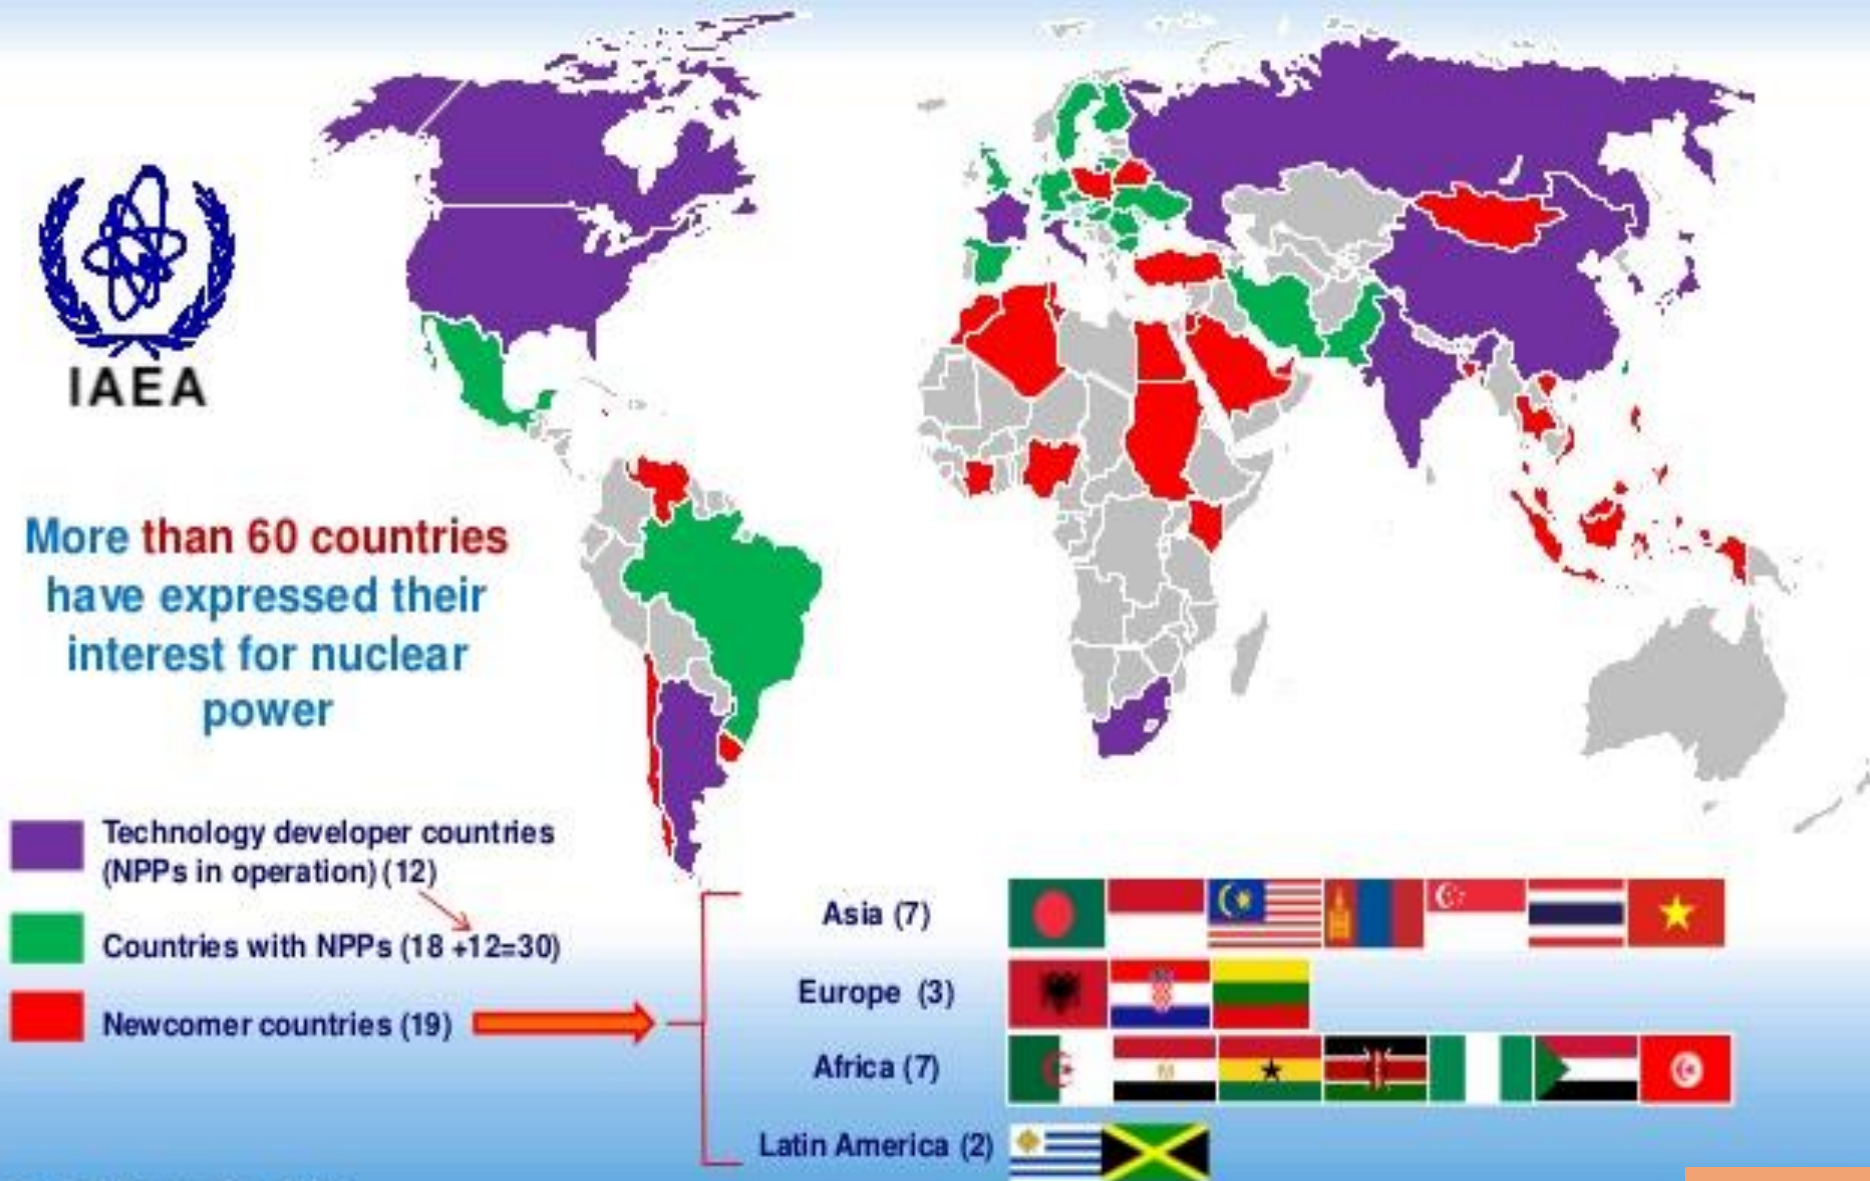 IAEA
More than 60 countries
have expressed their
interest for nuclear
power
Technology developer countries
(NPPs in operation) (12)
Countries with NPPs (18 +12=30)
Newcomer countries (19)
Asia (7)
Europe (3)
Africa (7)
Latin America (2)